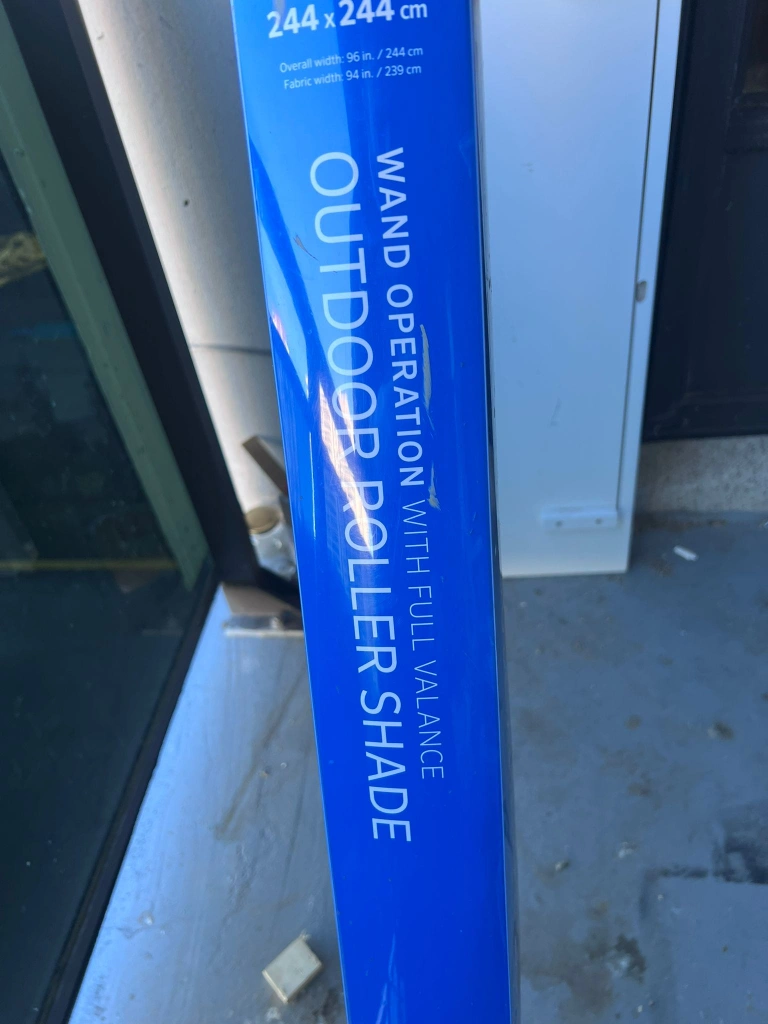 244 x 244 cm
Overall width: 96 in. / 244 cm
Fabric width: 94 in. / 239 cm
WAND OPERATION WITH FULL VALANCE
OUTDOOR ROLLER SHADE